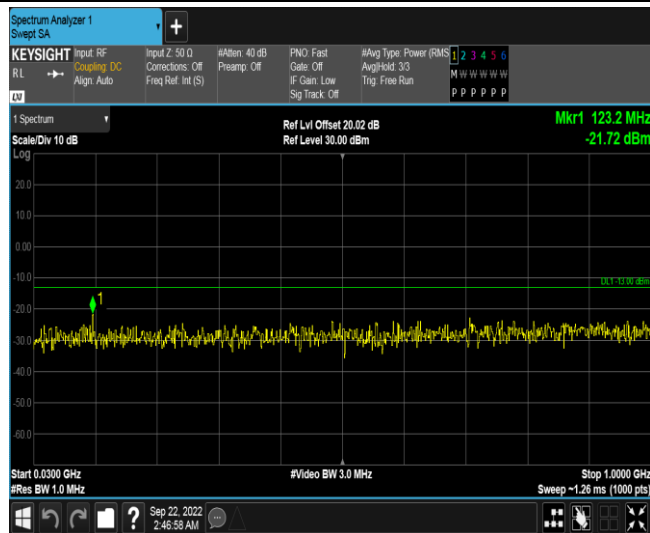 Spectrum Analyzer 1
Swept SA
KEYSIGHT
RL
LXI
Input: RF
Coupling: DC
Align: Auto
Input Z: 50 Ω
Corrections: Off
Freq Ref: Int (S)
#Atten: 40 dB
Preamp: Off
PNO: Fast
Gate: Off
IF Gain: Low
Sig Track: Off
#Avg Type: Power (RMS
Avg|Hold: 3/3
Trig: Free Run
1 2 3 4 5 6
M W W W W W
P P P P P P
1 Spectrum
Scale/Div 10 dB
Ref Lvl Offset 20.02 dB
Ref Level 30.00 dBm
Mkr1 123.2 MHz
-21.72 dBm
Log
20.0
10.0
0.00
-10.0
DL1 -13.00 dBm
1
-20.0
-30.0
-40.0
-50.0
-60.0
Start 0.0300 GHz
#Video BW 3.0 MHz
Stop 1.0000 GHz
#Res BW 1.0 MHz
Sweep ~1.26 ms (1000 pts)
?
Sep 22, 2022
2:46:58 AM